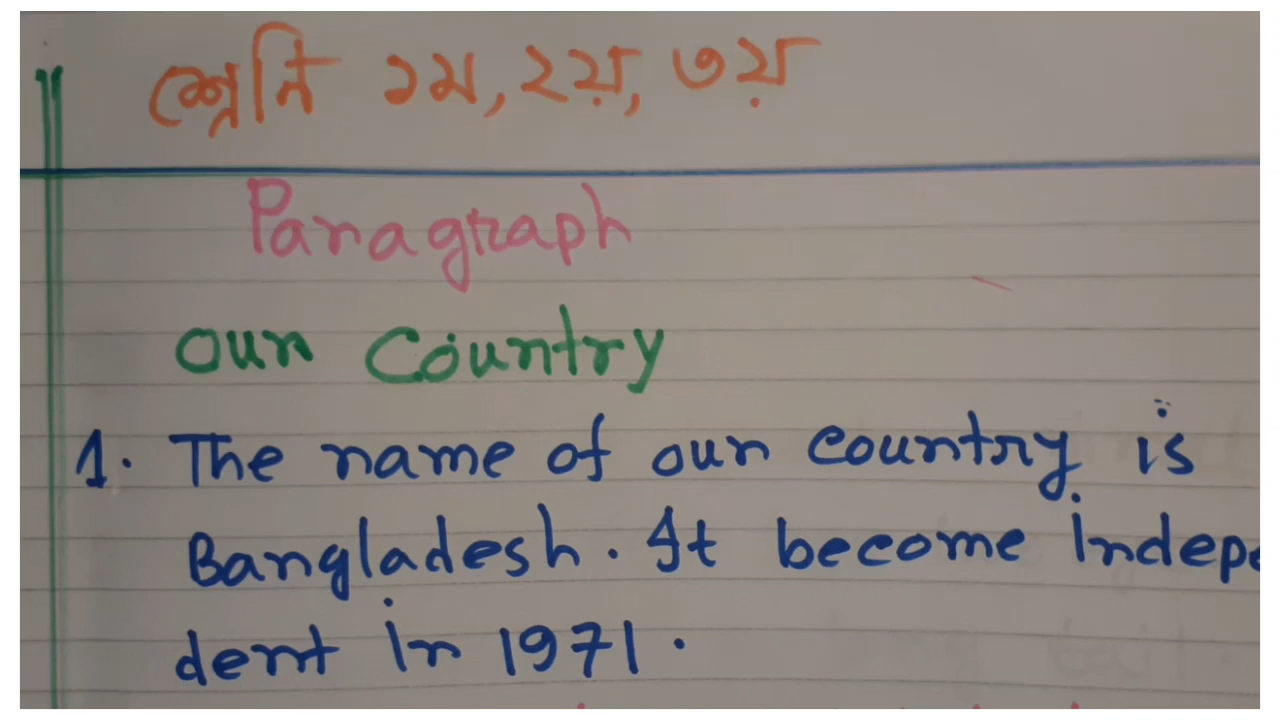 শ্রেনি ১ম, ২য়, ৩য়
Paragraph
Our Country
1. The name of our country is
Bangladesh. It become indepe
dent in 1971.